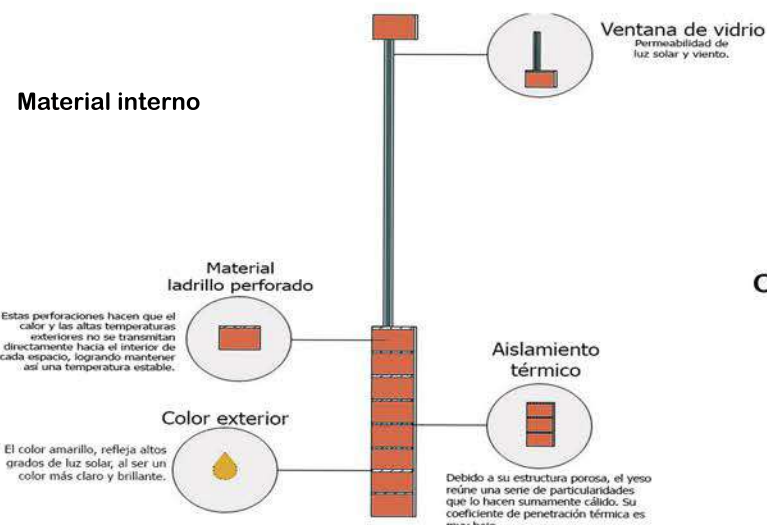 Ventana de vidrio
Permeabilidad de
luz solar y viento.
Material interno
Material
ladrillo perforado
Estas perforaciones hacen que el
calor y las altas temperaturas
exteriores no se transmitan
directamente hacia el interior de
cada espacio, logrando mantener
así una temperatura estable.
Aislamiento
térmico
Color exterior
El color amarillo, refleja altos
grados de luz solar, al ser un
color más claro y brillante.
Debido a su estructura porosa, el yeso
reúne una serie de particularidades
que lo hacen sumamente cálido. Su
coeficiente de penetración térmica es